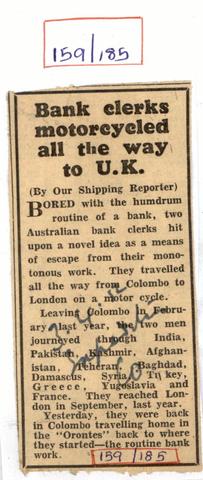 159/185
Bank clerks
motorcycled
all the way
to U.K.
(By Our Shipping Reporter)
BORED with the humdrum
routine of a bank, two
Australian bank clerks hit
upon a novel idea as a means
of escape from their mono-
tonous work. They travelled
all the way from Colombo to
London on a motor cycle.
Leaving Colombo in Febru-
ary last year, the two men
journeyed through India,
Pakistan, Kashmir, Afghan-
istan, Teheran, Baghdad,
Damascus, Syria, Turkey,
Greece, Yugoslavia and
France. They reached Lon-
don in September, last year.
Yesterday, they were back
in Colombo travelling home in
the "Orontes" back to where
they started—the routine bank
work.
159/185